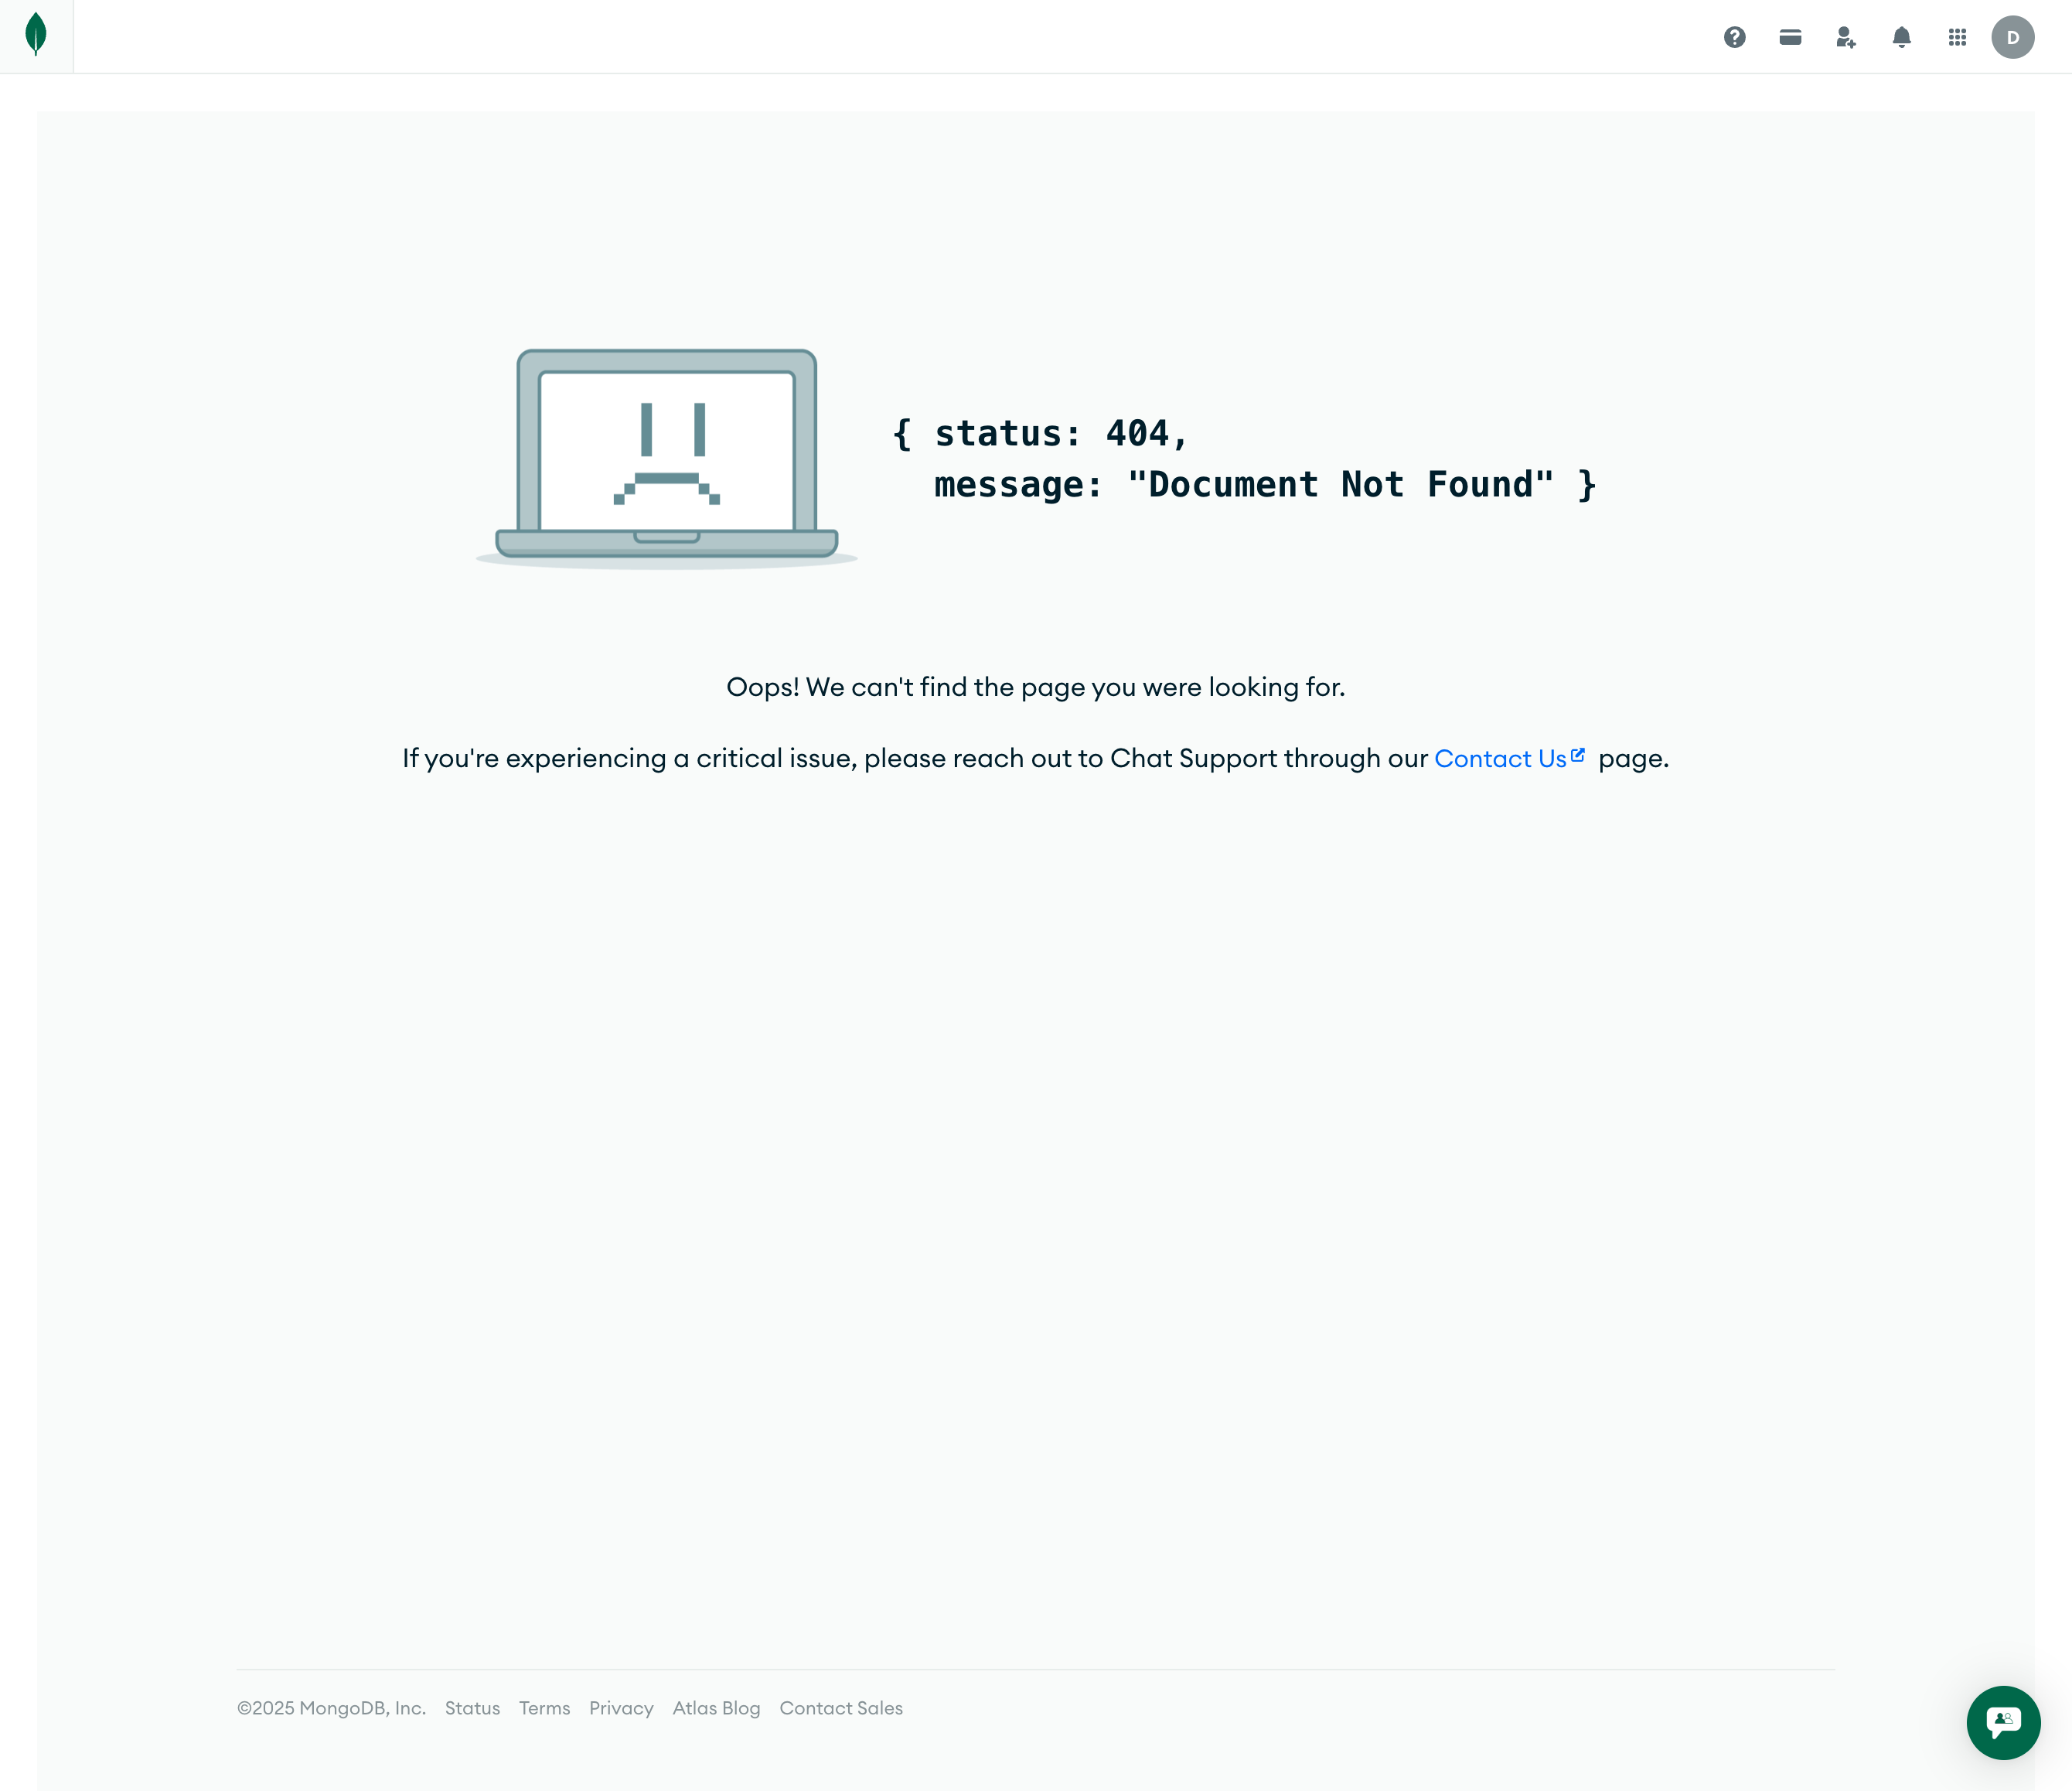 D
{ status: 404,
message: "Document Not Found" }
Oops! We can't find the page you were looking for.
If you're experiencing a critical issue, please reach out to Chat Support through our Contact Us page.
©2025 MongoDB, Inc. Status Terms Privacy Atlas Blog Contact Sales